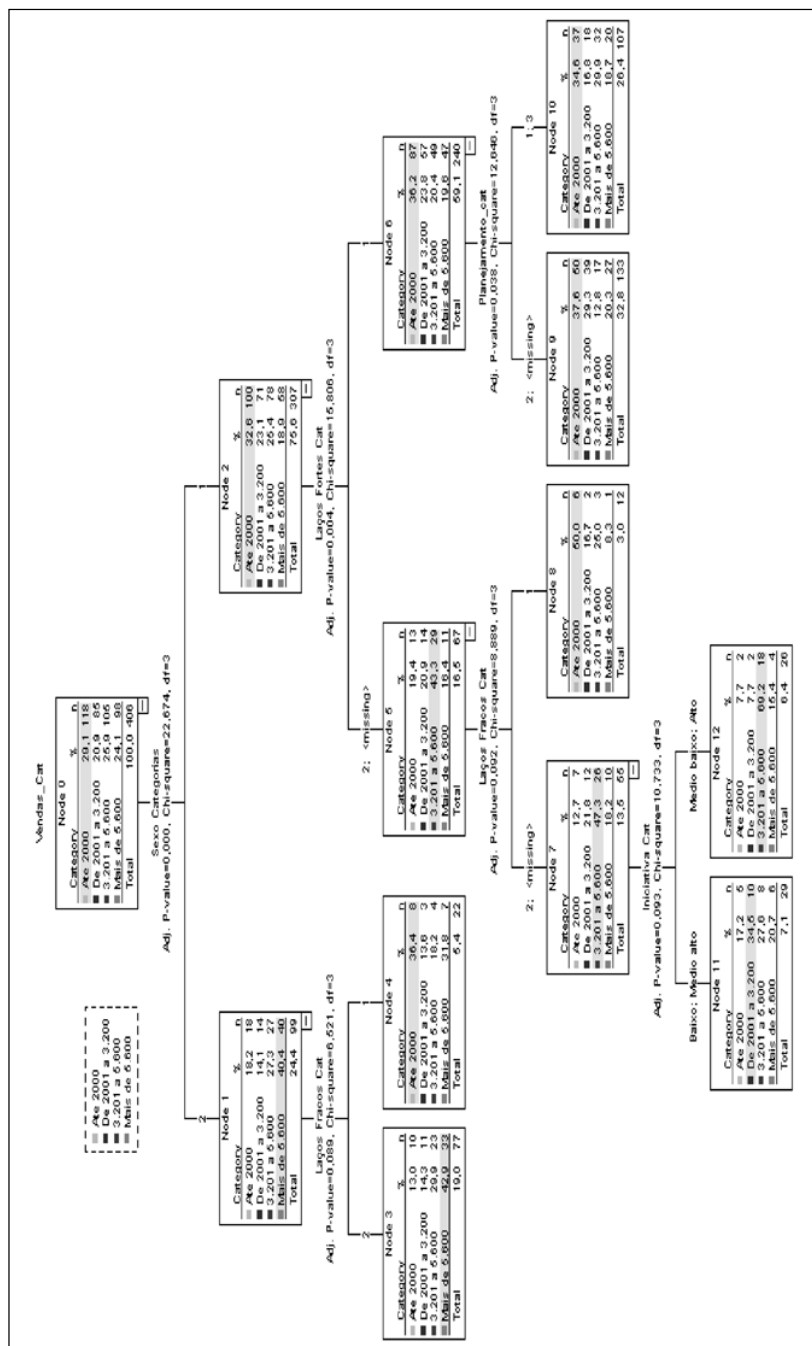 Vendas_Cat
Ate 2000
De 2001 a 3.200
3.201 a 5.600
Mais de 5.600
Node 0
Category % n
Ate 2000 29,1 118
De 2001 a 3.200 20,9 85
3.201 a 5.600 25,9 105
Mais de 5.600 24,1 98
Total 100,0 406
Sexo Categorias
Adj. P-value=0,000, Chi-square=22,674, df=3
2
1
Node 1
Category % n
Ate 2000 18,2 18
De 2001 a 3.200 14,1 14
3.201 a 5.600 27,3 27
Mais de 5.600 40,4 40
Total 24,4 99
Laços Fracos Cat
Adj. P-value=0,089, Chi-square=6,521, df=3
Node 2
Category % n
Ate 2000 32,6 100
De 2001 a 3.200 23,1 71
3.201 a 5.600 25,4 78
Mais de 5.600 18,9 58
Total 75,6 307
Laços Fortes Cat
Adj. P-value=0,004, Chi-square=15,806, df=3
2
1
2; <missing>
1
Node 3
Category % n
Ate 2000 13,0 10
De 2001 a 3.200 14,3 11
3.201 a 5.600 29,9 23
Mais de 5.600 42,9 33
Total 19,0 77
Node 4
Category % n
Ate 2000 36,4 8
De 2001 a 3.200 13,6 3
3.201 a 5.600 18,2 4
Mais de 5.600 31,8 7
Total 5,4 22
Node 5
Category % n
Ate 2000 19,4 13
De 2001 a 3.200 20,9 14
3.201 a 5.600 43,3 29
Mais de 5.600 16,4 11
Total 16,5 67
Laços Fracos Cat
Adj. P-value=0,092, Chi-square=8,889, df=3
Node 6
Category % n
Ate 2000 36,2 87
De 2001 a 3.200 23,8 57
3.201 a 5.600 20,4 49
Mais de 5.600 19,6 47
Total 59,1 240
Planejamento_cat
Adj. P-value=0,038, Chi-square=12,646, df=3
2; <missing>
1
2; <missing>
1; 3
Node 7
Category % n
Ate 2000 12,7 7
De 2001 a 3.200 21,8 12
3.201 a 5.600 47,3 26
Mais de 5.600 18,2 10
Total 13,5 55
Iniciativa Cat
Adj. P-value=0,093, Chi-square=10,733, df=3
Node 8
Category % n
Ate 2000 50,0 6
De 2001 a 3.200 16,7 2
3.201 a 5.600 25,0 3
Mais de 5.600 8,3 1
Total 3,0 12
Node 9
Category % n
Ate 2000 37,6 50
De 2001 a 3.200 29,3 39
3.201 a 5.600 12,8 17
Mais de 5.600 20,3 27
Total 32,8 133
Node 10
Category % n
Ate 2000 34,6 37
De 2001 a 3.200 16,8 18
3.201 a 5.600 29,9 32
Mais de 5.600 18,7 20
Total 26,4 107
Baixo; Medio alto
Medio baixo; Alto
Node 11
Category % n
Ate 2000 17,2 5
De 2001 a 3.200 34,5 10
3.201 a 5.600 27,6 8
Mais de 5.600 20,7 6
Total 7,1 29
Node 12
Category % n
Ate 2000 7,7 2
De 2001 a 3.200 7,7 2
3.201 a 5.600 69,2 18
Mais de 5.600 15,4 4
Total 6,4 26